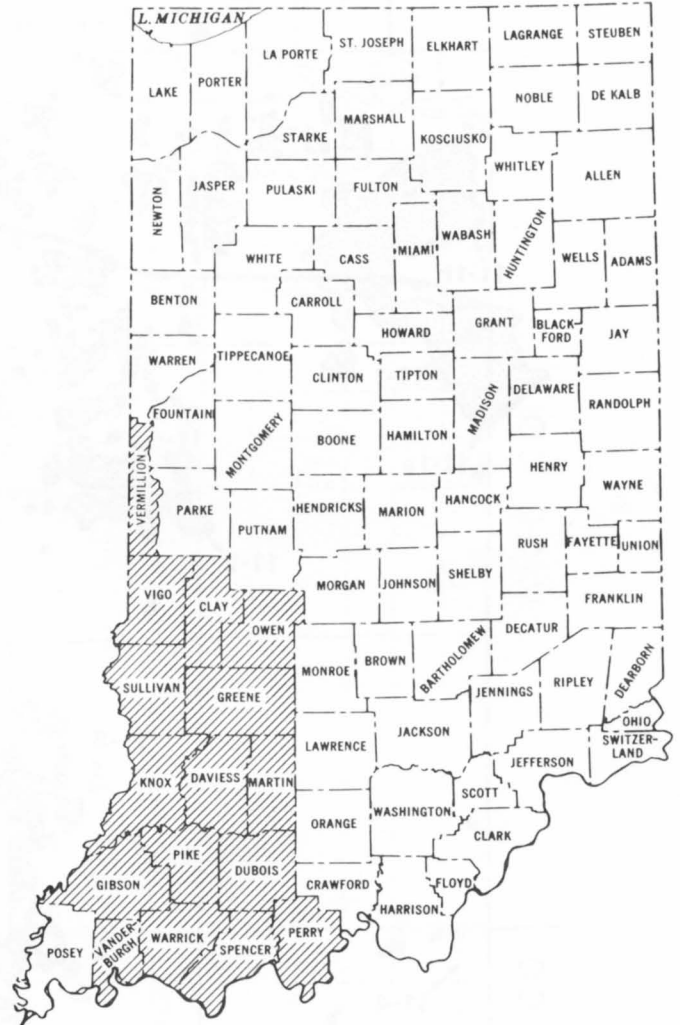 L. MICHIGAN
LAKE
PORTER
LA PORTE
ST. JOSEPH
ELKHART
LAGRANGE
STEUBEN
NOBLE
DE KALB
STARKE
MARSHALL
KOSCIUSKO
WHITLEY
ALLEN
NEWTON
JASPER
PULASKI
FULTON
WHITE
CASS
MIAMI
WABASH
HUNTINGTON
WELLS
ADAMS
BENTON
CARROLL
HOWARD
GRANT
BLACK
FORD
JAY
WARREN
TIPPECANOE
CLINTON
TIPTON
MADISON
DELAWARE
RANDOLPH
FOUNTAIN
MONTGOMERY
BOONE
HAMILTON
HENRY
WAYNE
VERMILLION
PARKE
PUTNAM
HENDRICKS
MARION
HANCOCK
RUSH
FAYETTE
UNION
VIGO
CLAY
OWEN
MORGAN
JOHNSON
SHELBY
FRANKLIN
DECATUR
SULLIVAN
GREENE
MONROE
BROWN
BARTHOLOMEW
JENNINGS
RIPLEY
DEARBORN
OHIO
SWITZER-
LAND
KNOX
DAVIESS
MARTIN
LAWRENCE
JACKSON
JEFFERSON
SCOTT
ORANGE
WASHINGTON
CLARK
GIBSON
PIKE
DUBOIS
CRAWFORD
HARRISON
FLOYD
POSEY
VANDER-
BURGH
WARRICK
SPENCER
PERRY